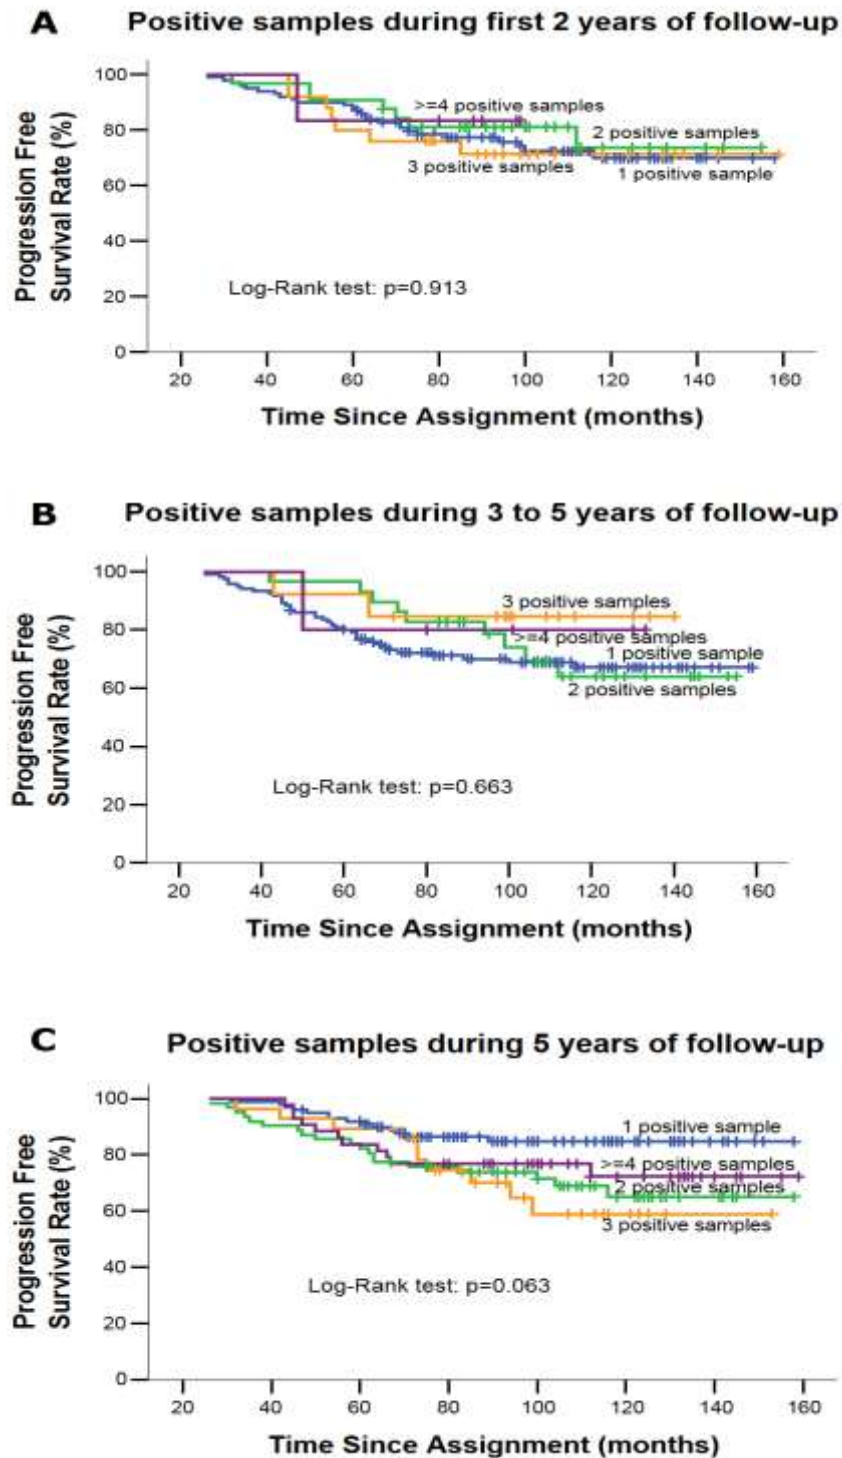 A Positive samples during first 2 years of follow-up
Progression Free
Survival Rate (%)
100
80
60
40
20
0
>=4 positive samples
2 positive samples
3 positive samples
1 positive sample
Log-Rank test: p=0.913
20 40 60 80 100 120 140 160
Time Since Assignment (months)
B Positive samples during 3 to 5 years of follow-up
Progression Free
Survival Rate (%)
100
80
60
40
20
0
3 positive samples
>=4 positive samples
1 positive sample
2 positive samples
Log-Rank test: p=0.663
20 40 60 80 100 120 140 160
Time Since Assignment (months)
C Positive samples during 5 years of follow-up
Progression Free
Survival Rate (%)
100
80
60
40
20
0
1 positive sample
>=4 positive samples
2 positive samples
3 positive samples
Log-Rank test: p=0.063
20 40 60 80 100 120 140 160
Time Since Assignment (months)